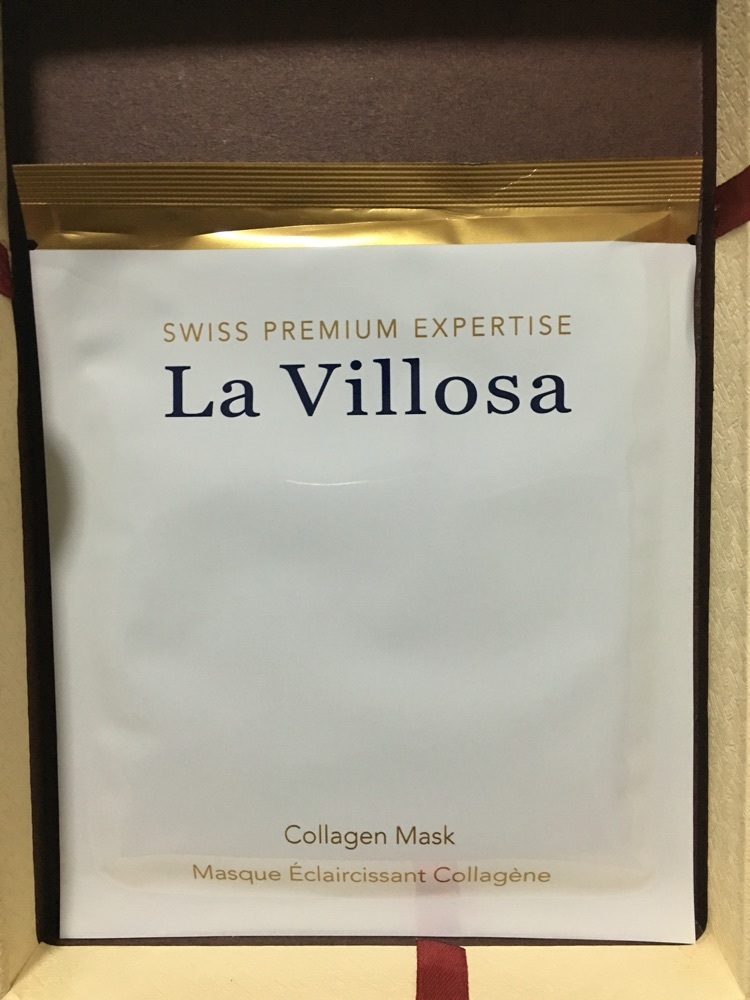 SWISS PREMIUM EXPERTISE
La Villosa
Collagen Mask
Masque Éclaircissant Collagène